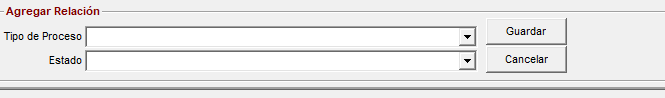 Agregar Relación
Tipo de Proceso
Guardar
Estado
Cancelar